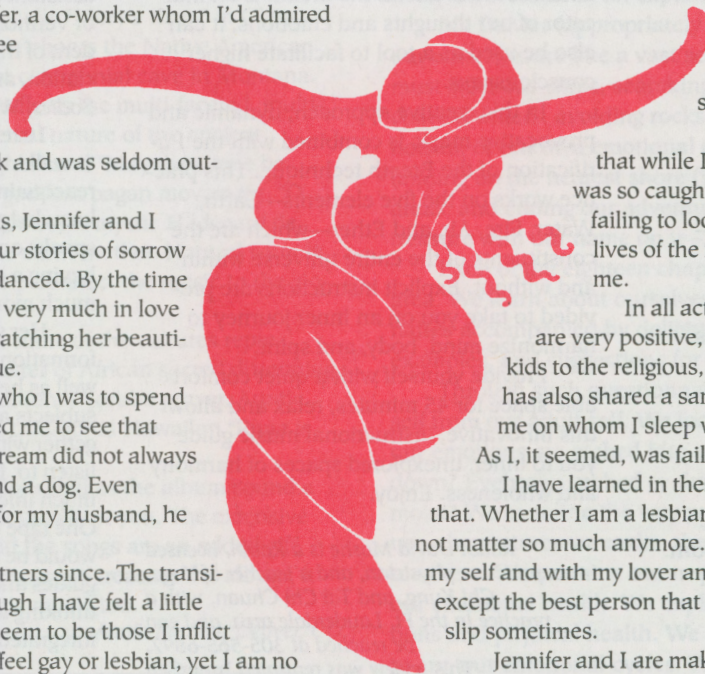 er, a co-worker whom I'd admired
ee
k and was seldom out-
s, Jennifer and I
ur stories of sorrow
danced. By the time
very much in love
atching her beauti-
ue.
who I was to spend
ed me to see that
ream did not always
nd a dog. Even
for my husband, he
tners since. The transi-
ugh I have felt a little
eem to be those I inflict
feel gay or lesbian, yet I am no
s
that while I
was so caugh
failing to loo
lives of the
me.
In all act
are very positive,
kids to the religious,
has also shared a sar
me on whom I sleep w
As I, it seemed, was fail
I have learned in the
that. Whether I am a lesbian
not matter so much anymore.
my self and with my lover an
except the best person that
slip sometimes.
Jennifer and I are mak